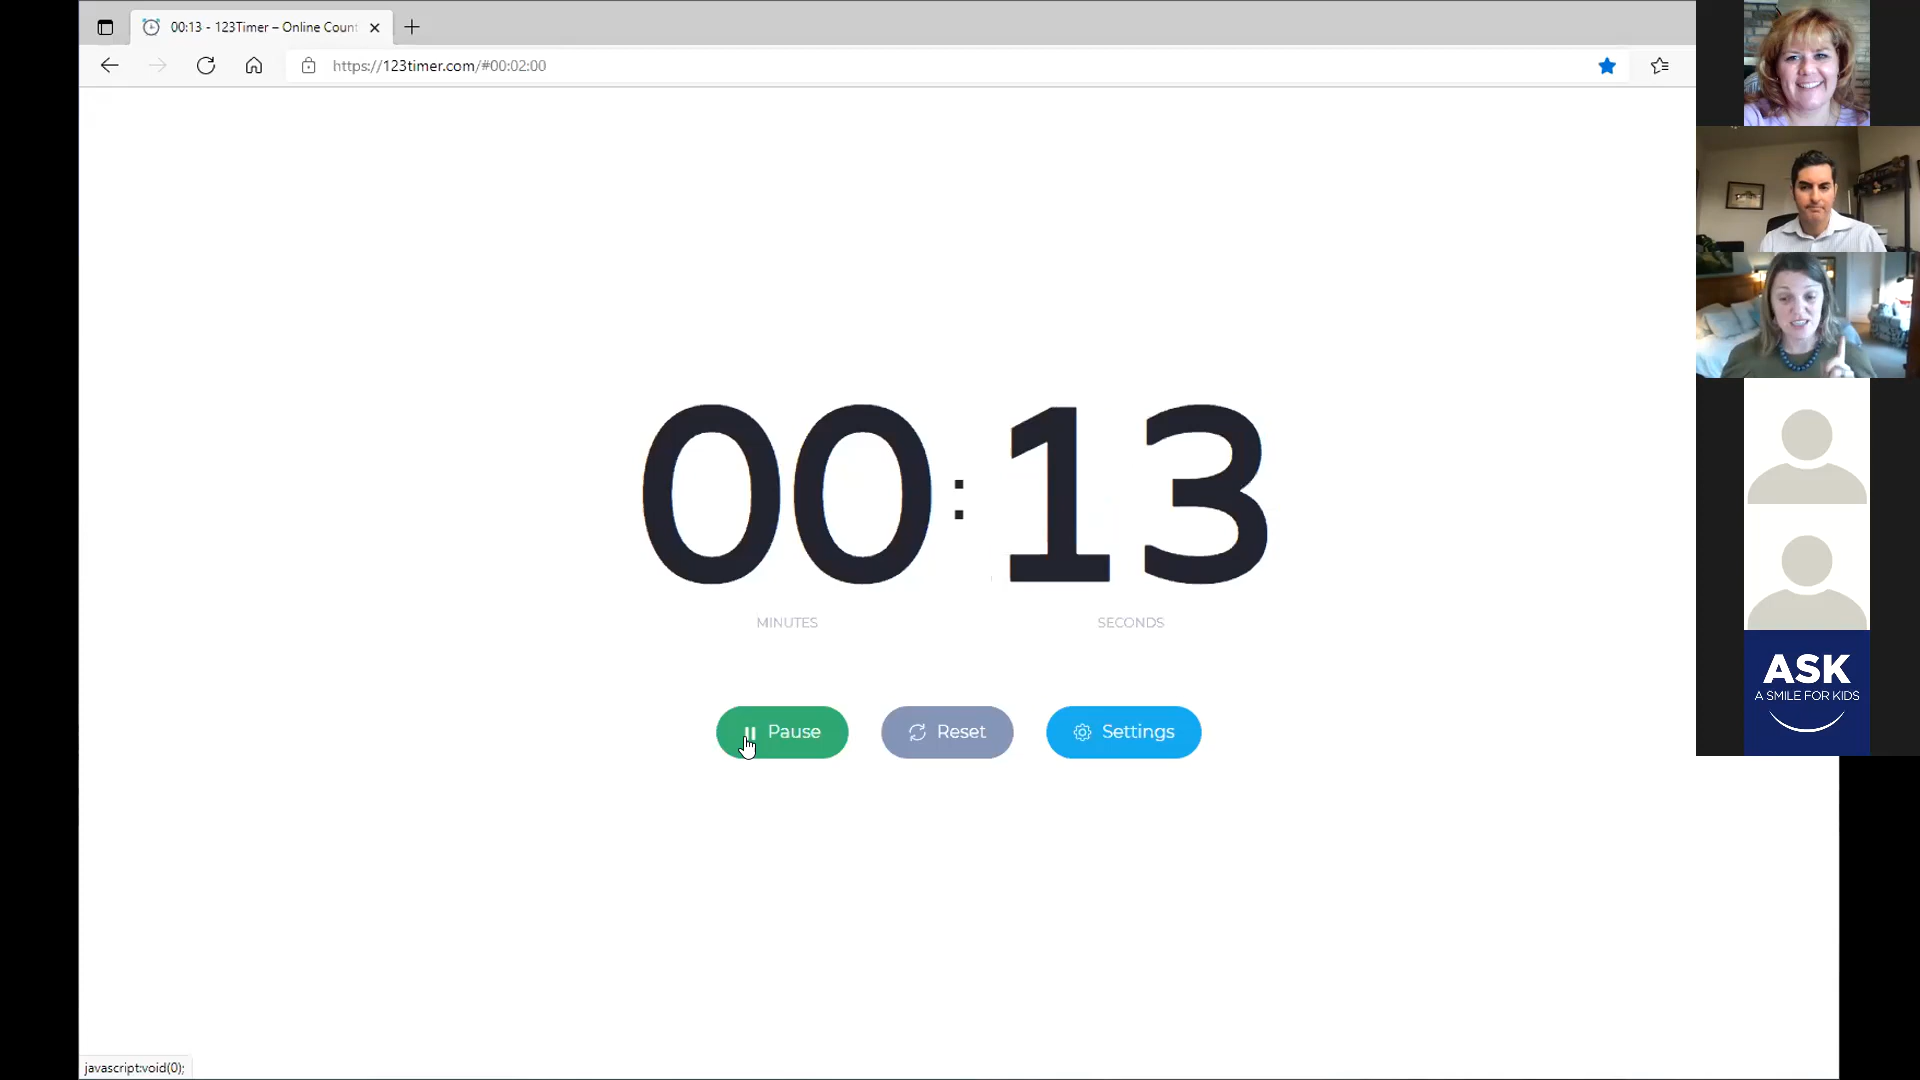 00:13 - 123Timer – Online Count
https://123timer.com/#00:02:00
00:13
MINUTES
SECONDS
Pause
Reset
Settings
ASK
A SMILE FOR KIDS
javascript:void(0);